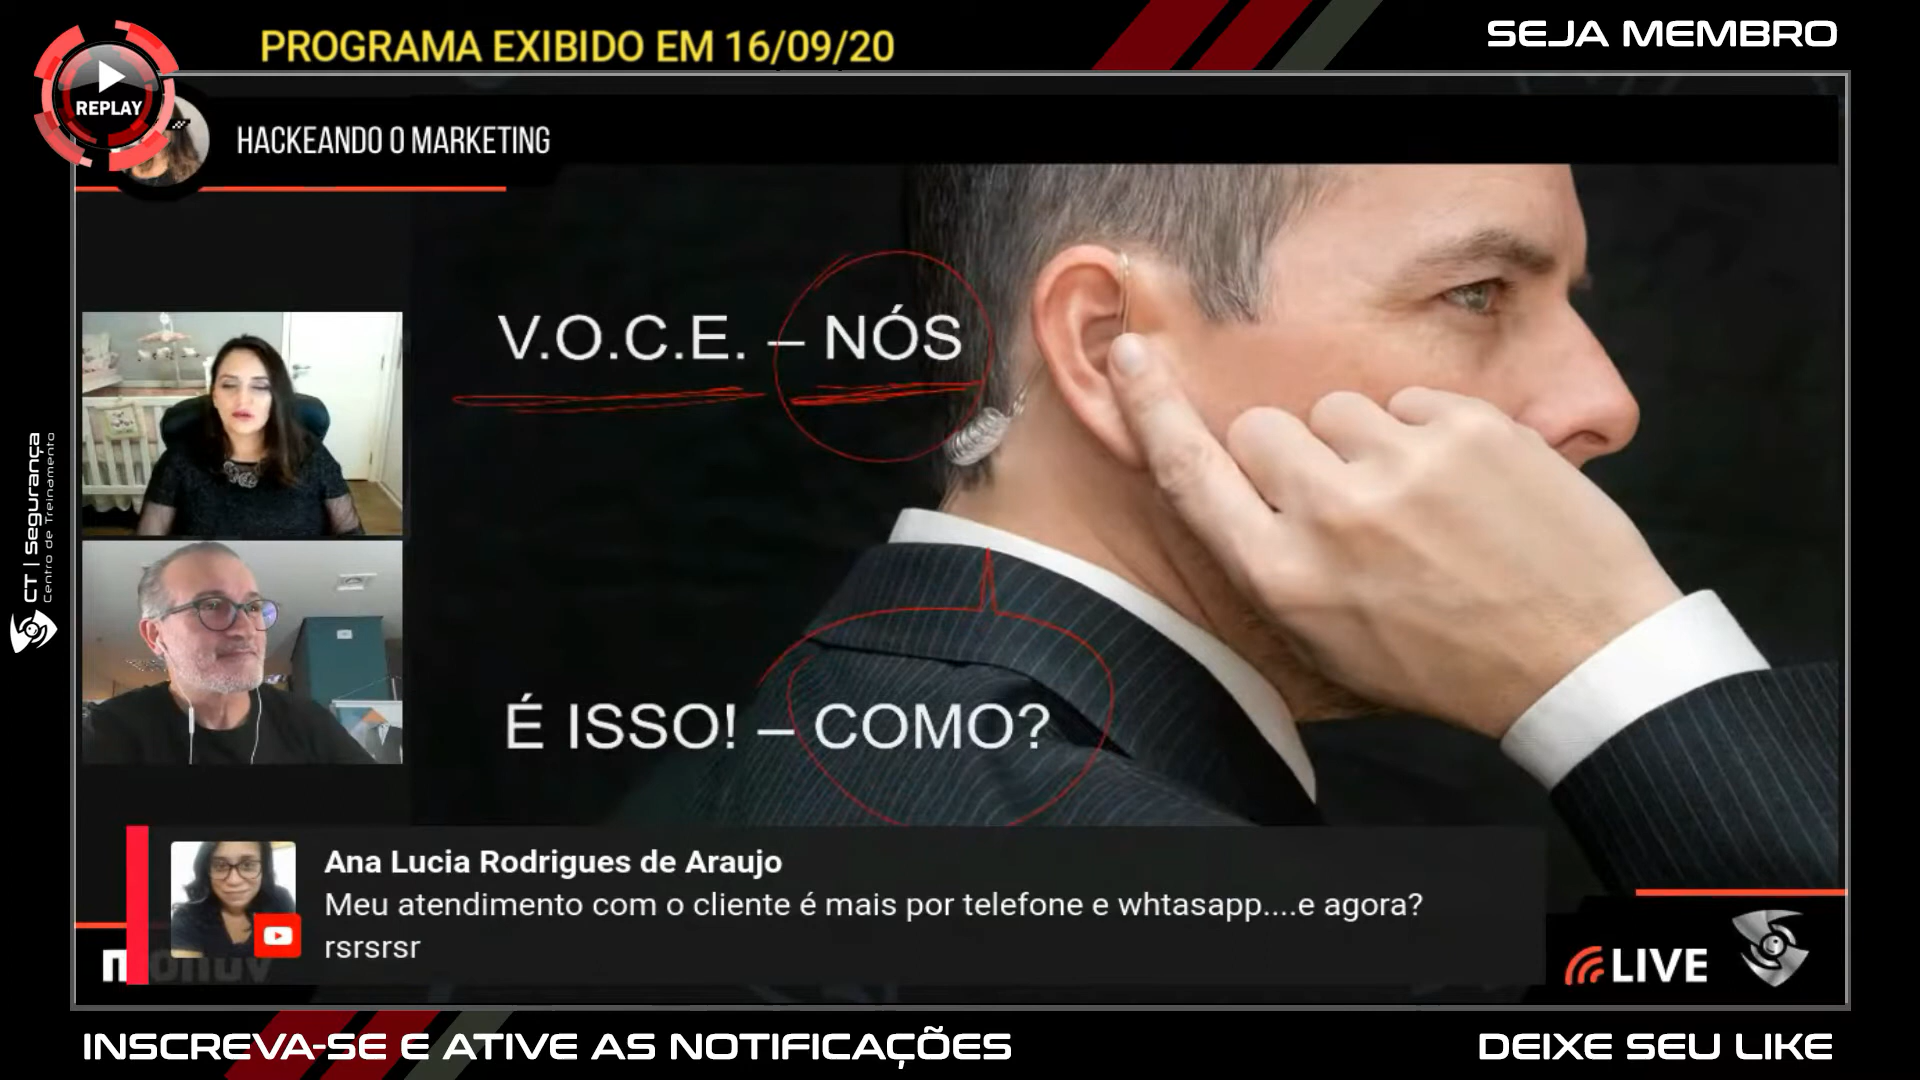 PROGRAMA EXIBIDO EM 16/09/20
SEJA MEMBRO
REPLAY
HACKEANDO O MARKETING
V.O.C.E. – NÓS
É ISSO! – COMO?
CT | Segurança
Centro de Treinamento
Ana Lucia Rodrigues de Araujo
Meu atendimento com o cliente é mais por telefone e whtasapp....e agora?
rsrsrsr
LIVE
INSCREVA-SE E ATIVE AS NOTIFICAÇÕES
DEIXE SEU LIKE